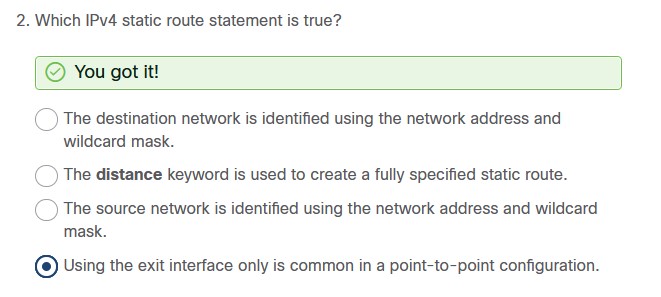 2. Which IPv4 static route statement is true?
You got it!
The destination network is identified using the network address and
wildcard mask.
The distance keyword is used to create a fully specified static route.
The source network is identified using the network address and wildcard
mask.
Using the exit interface only is common in a point-to-point configuration.